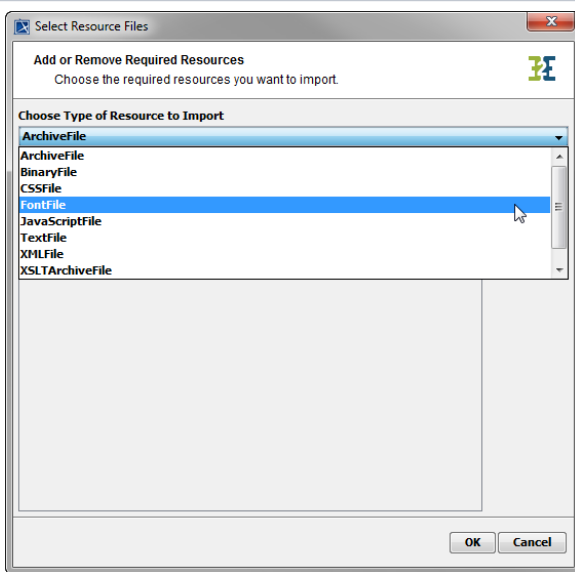 Select Resource Files
Add or Remove Required Resources
Choose the required resources you want to import.
Choose Type of Resource to Import
ArchiveFile
ArchiveFile
BinaryFile
CSSFile
FontFile
JavaScriptFile
TextFile
XMLFile
XSLTArchiveFile
OK Cancel